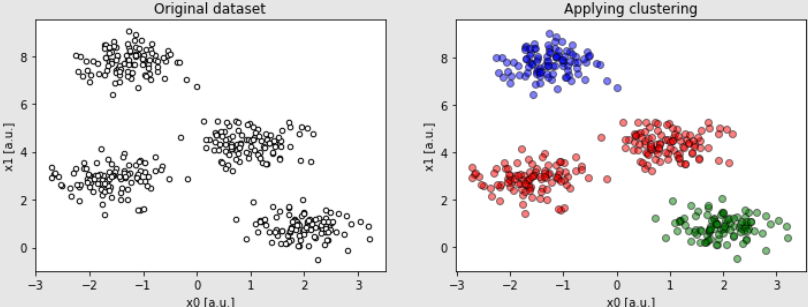 Original dataset
8
6
4
2
0
x1 [a.u.]
−3 −2 −1 0 1 2 3
x0 [a.u.]
Applying clustering
8
6
4
2
0
x1 [a.u.]
−3 −2 −1 0 1 2 3
x0 [a.u.]